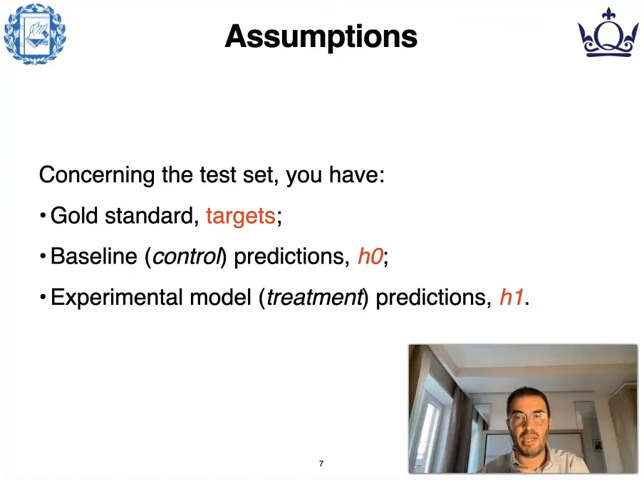 Assumptions
Concerning the test set, you have:
• Gold standard, targets;
• Baseline (control) predictions, h0;
• Experimental model (treatment) predictions, h1.
7